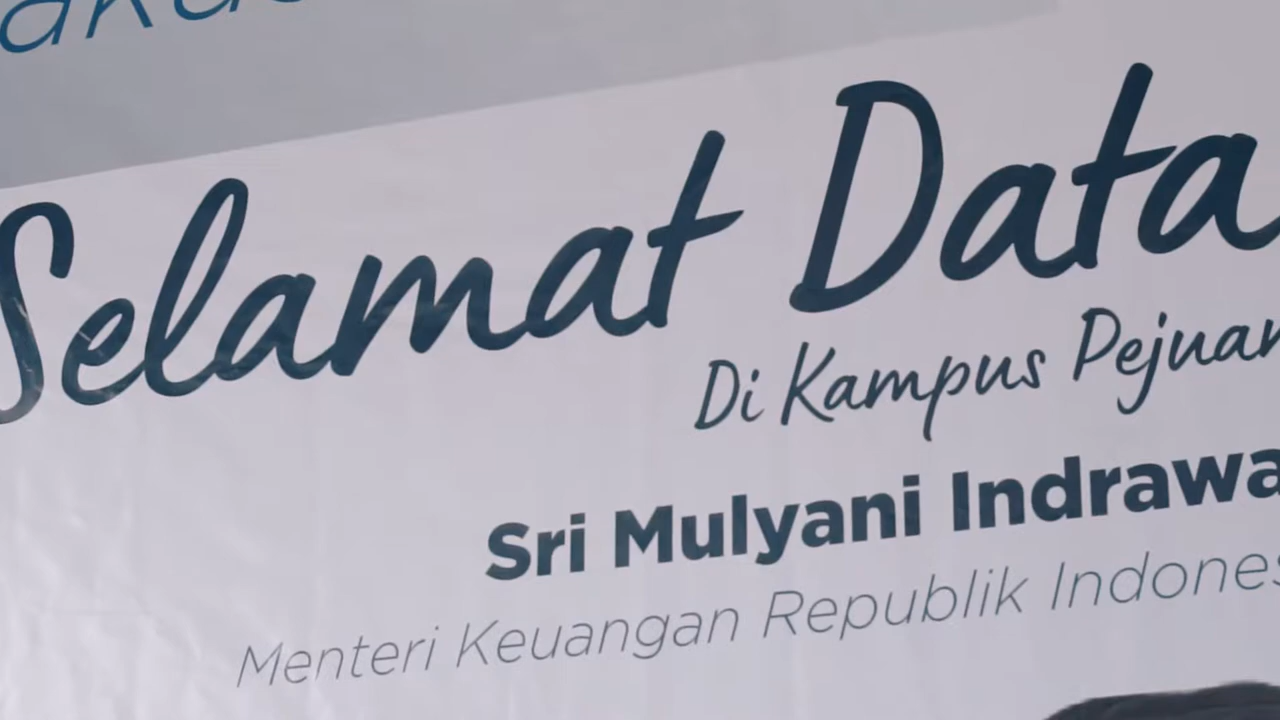 Selamat Data
Di Kampus Pejuan
Sri Mulyani Indrawa
Menteri Keuangan Republik Indones